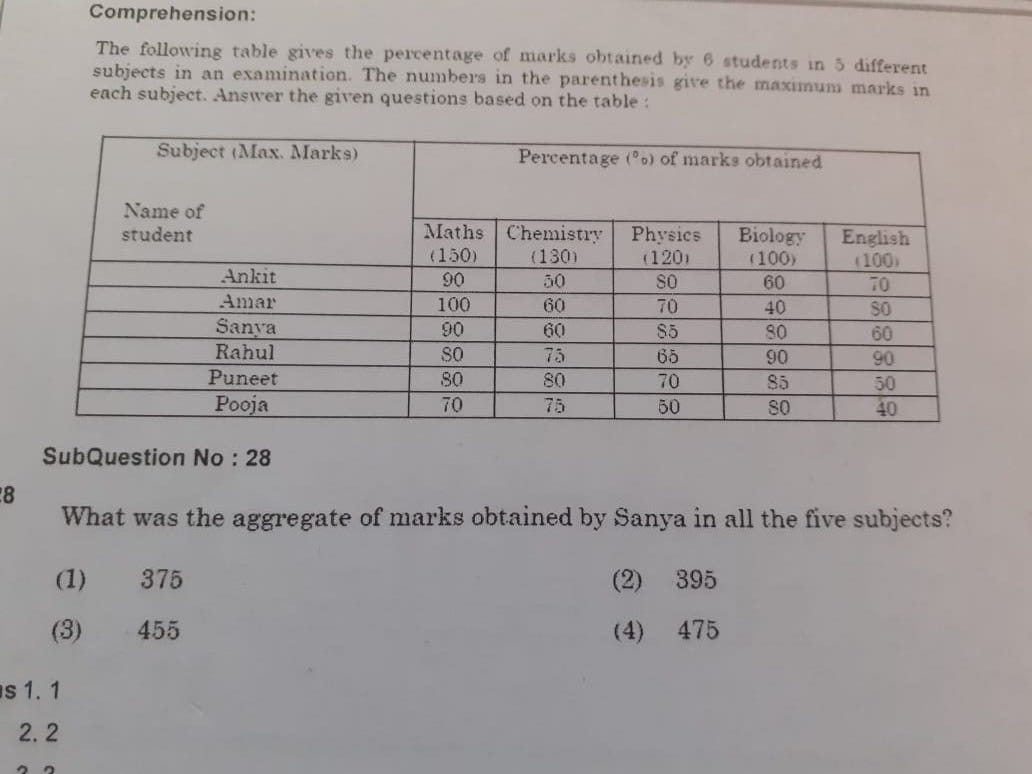 Comprehension:
The following table gives the percentage of marks obtained by 6 students in 5 different
subjects in an examination. The numbers in the parenthesis give the maximum marks in
each subject. Answer the given questions based on the table :
Subject (Max. Marks) Percentage (%) of marks obtained
Name of
student
Maths Chemistry Physics Biology English
(150) (130) (120) (100) (100)
Ankit 90 50 80 60 70
Amar 100 60 70 40 80
Sanya 90 60 85 80 60
Rahul 80 75 65 90 90
Puneet 80 80 70 85 50
Pooja 70 75 50 80 40
SubQuestion No : 28
28
What was the aggregate of marks obtained by Sanya in all the five subjects?
(1) 375 (2) 395
(3) 455 (4) 475
1. 1
2. 2